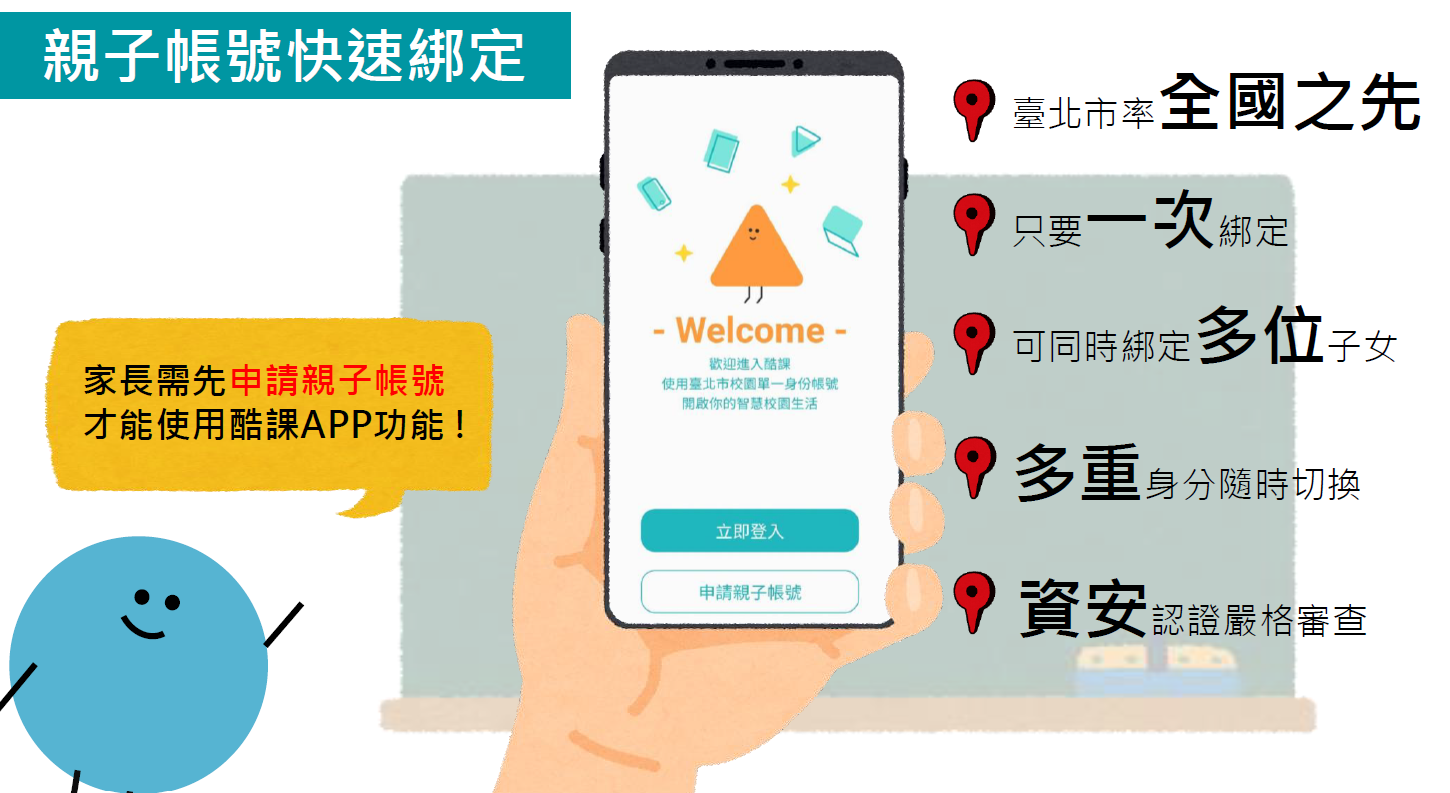 親子帳號快速綁定
臺北市率全國之先
只要一次綁定
可同時綁定多位子女
多重身分隨時切換
資安認證嚴格審查
家長需先申請親子帳號
才能使用酷課APP功能！
- Welcome -
歡迎進入酷課
使用臺北市校園單一身份帳號
開啟你的智慧校園生活
立即登入
申請親子帳號